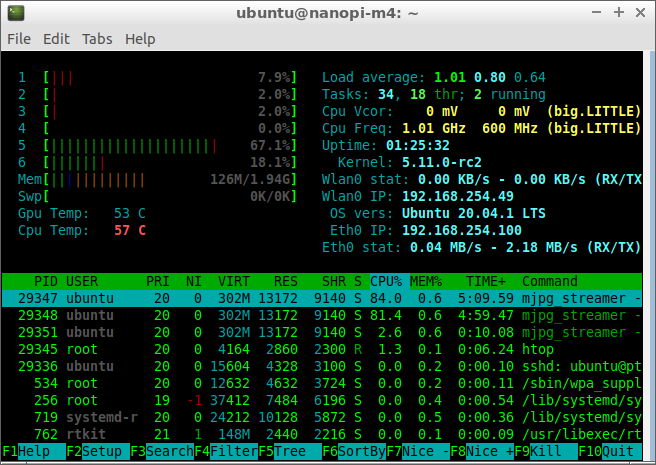 ubuntu@nanopi-m4: ~
File Edit Tabs Help
1 [||| 7.9%] Load average: 1.01 0.80 0.64
2 [| 2.0%] Tasks: 34, 18 thr; 2 running
3 [| 2.0%] Cpu Vcor: 0 mV 0 mV (big.LITTLE)
4 [ 0.0%] Cpu Freq: 1.01 GHz 600 MHz (big.LITTLE)
5 [||||||||||||||||||||| 67.1%] Uptime: 01:25:32
6 [||||||| 18.1%] Kernel: 5.11.0-rc2
Mem[|||||||||||| 126M/1.94G] Wlan0 stat: 0.00 KB/s - 0.00 KB/s (RX/TX
Swp[ 0K/0K] Wlan0 IP: 192.168.254.49
Gpu Temp: 53 C OS vers: Ubuntu 20.04.1 LTS
Cpu Temp: 57 C Eth0 IP: 192.168.254.100
Eth0 stat: 0.04 MB/s - 2.18 MB/s (RX/TX)
PID USER PRI NI VIRT RES SHR S CPU% MEM% TIME+ Command
29347 ubuntu 20 0 302M 13172 9140 S 84.0 0.6 5:09.59 mjpg_streamer -
29348 ubuntu 20 0 302M 13172 9140 S 81.4 0.6 4:59.47 mjpg_streamer -
29351 ubuntu 20 0 302M 13172 9140 S 2.6 0.6 0:10.08 mjpg_streamer -
29345 root 20 0 4164 2860 2300 R 1.3 0.1 0:06.24 htop
29336 ubuntu 20 0 15604 4328 3100 S 0.0 0.2 0:00.10 sshd: ubuntu@pt
534 root 20 0 12632 4632 3724 S 0.0 0.2 0:00.11 /sbin/wpa_suppl
256 root 19 -1 37256 7484 6196 S 0.0 0.4 0:00.54 /lib/systemd/sy
719 systemd-r 20 0 24212 10128 5872 S 0.0 0.5 0:00.36 /lib/systemd/sy
762 rtkit 21 1 148M 2440 2216 S 0.0 0.1 0:00.09 /usr/libexec/rt
F1Help F2Setup F3SearchF4FilterF5Tree F6SortByF7Nice -F8Nice +F9Kill F10Quit